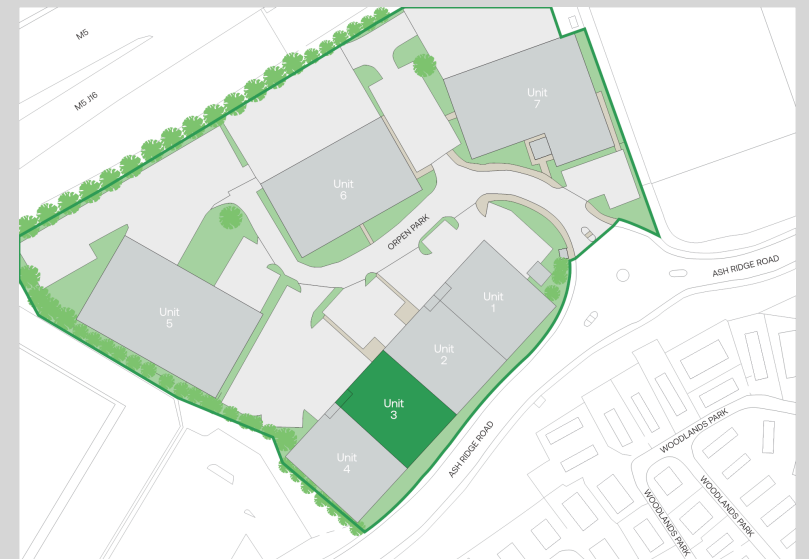 M5
M5 J16
Unit
7
Unit
6
ORPEN PARK
ASH RIDGE ROAD
Unit
5
Unit
1
Unit
2
Unit
3
Unit
4
ASH RIDGE ROAD
WOODLANDS PARK
WOODLANDS PARK
WOODLANDS PARK